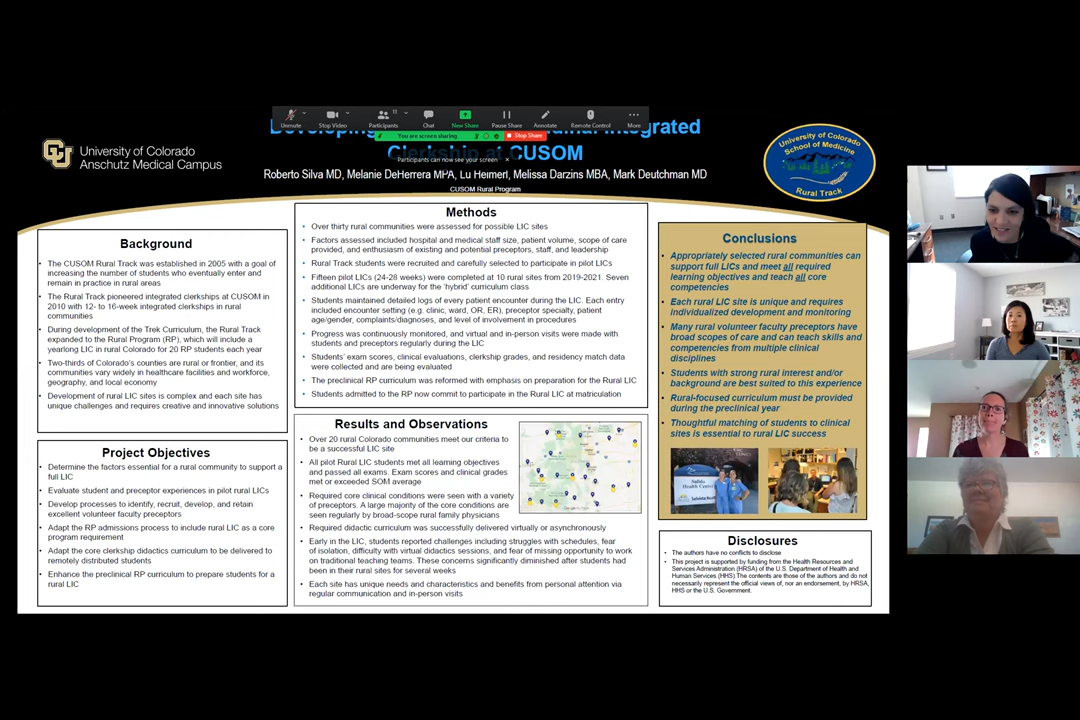 Unmute
Stop Video
Participants
11
Chat
New Share
Pause Share
Annotate
Remote Control
More
You are screen sharing
Stop Share
Participants can now see your screen
Integrated
at CUSOM
Roberto Silva MD, Melanie DeHerrera MPA, Lu Heimerl, Melissa Darzins MBA, Mark Deutchman MD
CUSOM Rural Program
CU
University of Colorado
Anschutz Medical Campus
University of Colorado
School of Medicine
Rural Track
Background
• The CUSOM Rural Track was established in 2005 with a goal of
increasing the number of students who eventually enter and
remain in practice in rural areas
• The Rural Track pioneered integrated clerkships at CUSOM in
2010 with 12- to 16-week integrated clerkships in rural
communities
• During development of the Trek Curriculum, the Rural Track
expanded to the Rural Program (RP), which will include a
yearlong LIC in rural Colorado for 20 RP students each year
• Two-thirds of Colorado's counties are rural or frontier, and its
communities vary widely in healthcare facilities and workforce,
geography, and local economy
• Development of rural LIC sites is complex and each site has
unique challenges and requires creative and innovative solutions
Project Objectives
• Determine the factors essential for a rural community to support a
full LIC
• Evaluate student and preceptor experiences in pilot rural LICs
• Develop processes to identify, recruit, develop, and retain
excellent volunteer faculty preceptors
• Adapt the RP admissions process to include rural LIC as a core
program requirement
• Adapt the core clerkship didactics curriculum to be delivered to
remotely distributed students
• Enhance the preclinical RP curriculum to prepare students for a
rural LIC
Methods
• Over thirty rural communities were assessed for possible LIC sites
• Factors assessed included hospital and medical staff size, patient volume, scope of care
provided, and enthusiasm of existing and potential preceptors, staff, and leadership
• Rural Track students were recruited and carefully selected to participate in pilot LICs
• Fifteen pilot LICs (24-28 weeks) were completed at 10 rural sites from 2019-2021. Seven
additional LICs are underway for the 'hybrid' curriculum class
• Students maintained detailed logs of every patient encounter during the LIC. Each entry
included encounter setting (e.g. clinic, ward, OR, ER), preceptor specialty, patient
age/gender, complaints/diagnoses, and level of involvement in procedures
• Progress was continuously monitored, and virtual and in-person visits were made with
students and preceptors regularly during the LIC
• Students' exam scores, clinical evaluations, clerkship grades, and residency match data
were collected and are being evaluated
• The preclinical RP curriculum was reformed with emphasis on preparation for the Rural LIC
• Students admitted to the RP now commit to participate in the Rural LIC at matriculation
Results and Observations
• Over 20 rural Colorado communities meet our criteria to
be a successful LIC site
• All pilot Rural LIC students met all learning objectives
and passed all exams. Exam scores and clinical grades
met or exceeded SOM average
• Required core clinical conditions were seen with a variety
of preceptors. A large majority of the core conditions are
seen regularly by broad-scope rural family physicians
• Required didactic curriculum was successfully delivered virtually or asynchronously
• Early in the LIC, students reported challenges including struggles with schedules, fear
of isolation, difficulty with virtual didactics sessions, and fear of missing opportunity to work
on traditional teaching teams. These concerns significantly diminished after students had
been in their rural sites for several weeks
• Each site has unique needs and characteristics and benefits from personal attention via
regular communication and in-person visits
Conclusions
• Appropriately selected rural communities can
support full LICs and meet all required
learning objectives and teach all core
competencies
• Each rural LIC site is unique and requires
individualized development and monitoring
• Many rural volunteer faculty preceptors have
broad scopes of care and can teach skills and
competencies from multiple clinical
disciplines
• Students with strong rural interest and/or
background are best suited to this experience
• Rural-focused curriculum must be provided
during the preclinical year
• Thoughtful matching of students to clinical
sites is essential to rural LIC success
Salida
Health Center
Disclosures
• The authors have no conflicts to disclose
• This project is supported by funding from the Health Resources and
Services Administration (HRSA) of the U.S. Department of Health and
Human Services (HHS).The contents are those of the authors and do not
necessarily represent the official views of, nor an endorsement, by HRSA,
HHS or the U.S. Government.